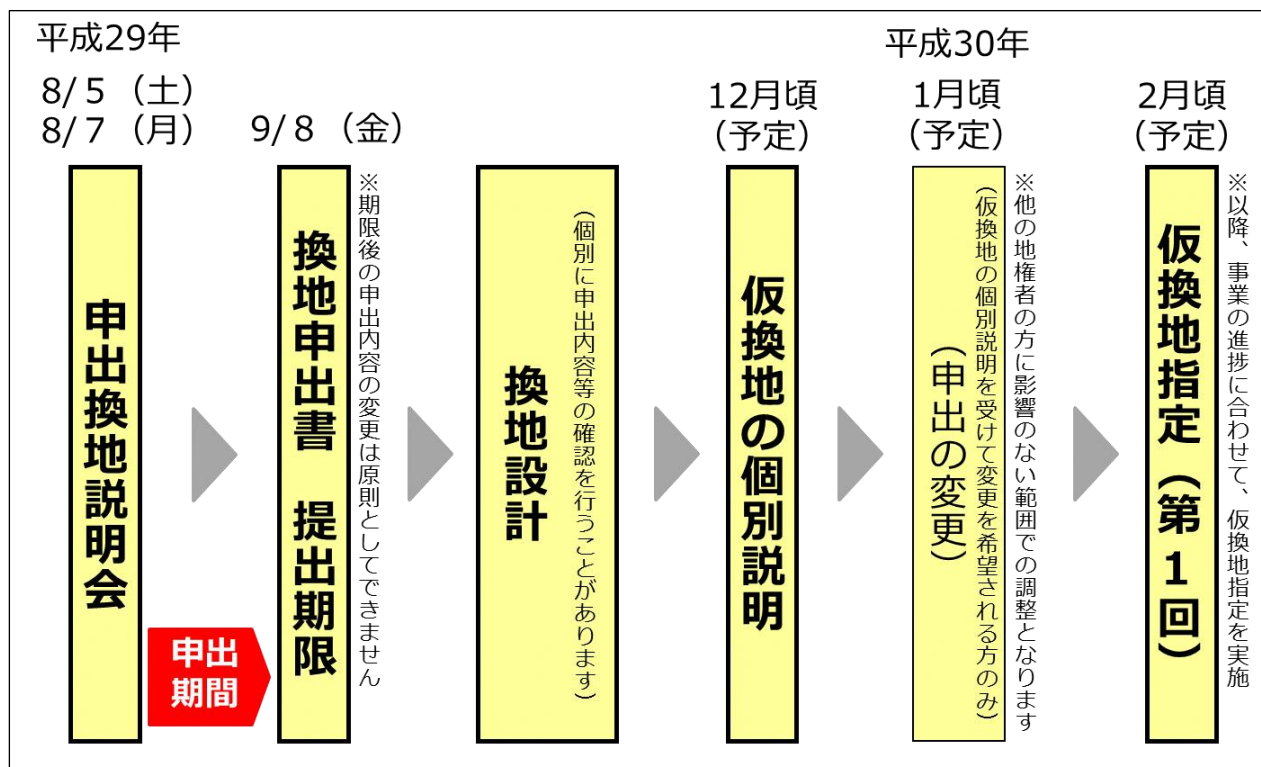 平成29年
8/5（土）
8/7（月）
申出換地説明会
申出
期間
9/8（金）
換地申出書　提出期限
※期限後の申出内容の変更は原則としてできません
換地設計
（個別に申出内容等の確認を行うことがあります）
12月頃
（予定）
仮換地の個別説明
平成30年
1月頃
（予定）
（申出の変更）
（仮換地の個別説明を受けて変更を希望される方のみ）
※他の地権者の方に影響のない範囲での調整となります
2月頃
（予定）
仮換地指定（第1回）
※以降、事業の進捗に合わせて、仮換地指定を実施